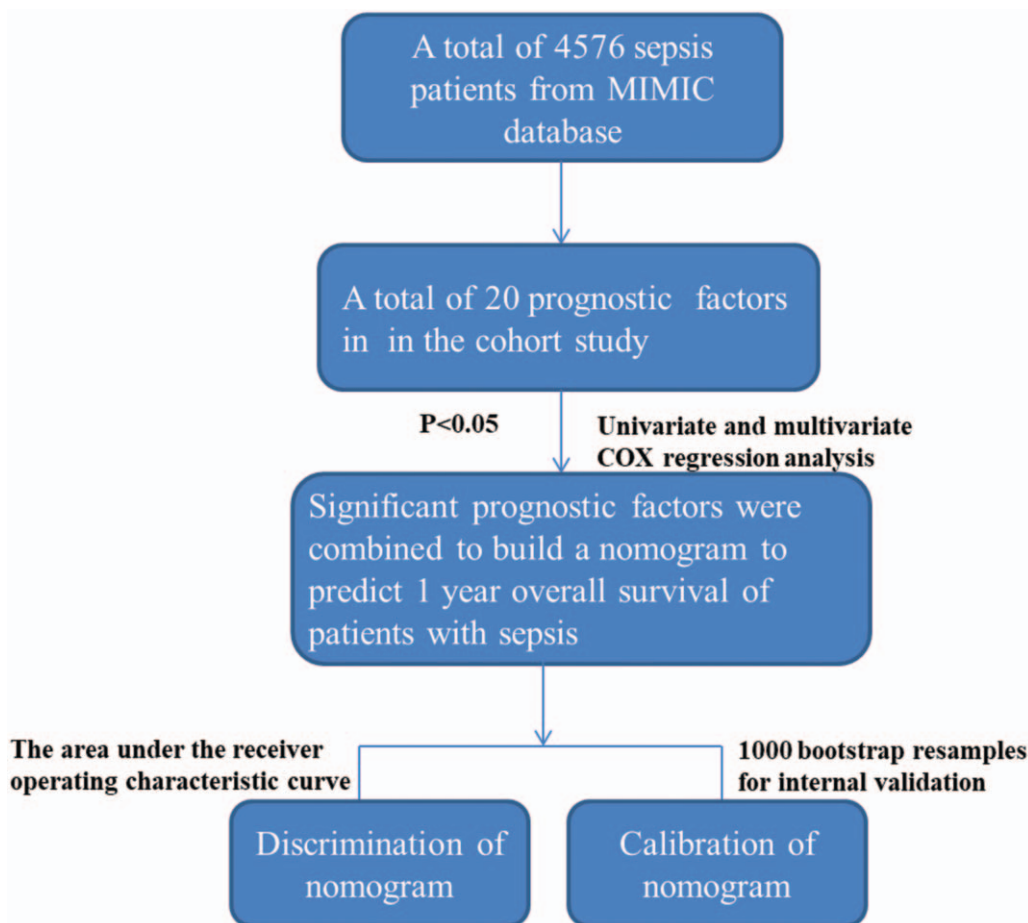 A total of 4576 sepsis
patients from MIMIC
database
A total of 20 prognostic factors
in in the cohort study
P<0.05
Univariate and multivariate
COX regression analysis
Significant prognostic factors were
combined to build a nomogram to
predict 1 year overall survival of
patients with sepsis
The area under the receiver
operating characteristic curve
1000 bootstrap resamples
for internal validation
Discrimination of
nomogram
Calibration of
nomogram